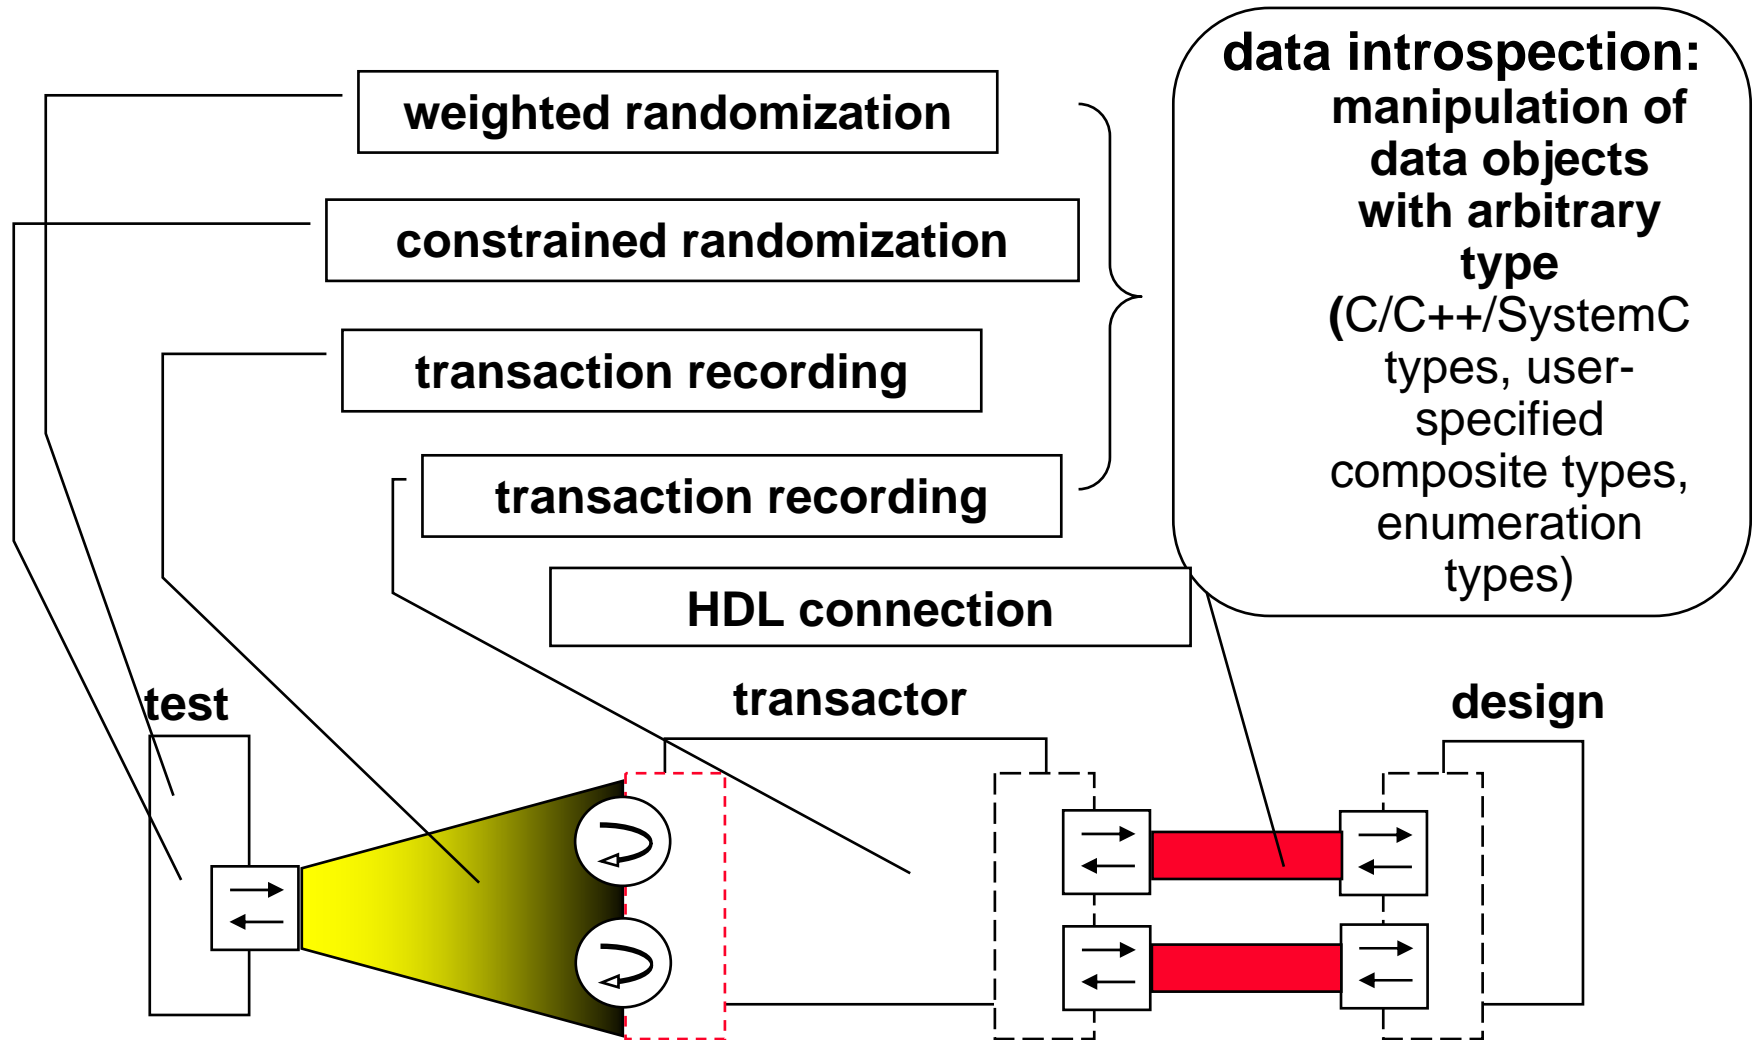 weighted randomization
constrained randomization
transaction recording
transaction recording
HDL connection
data introspection:
manipulation of
data objects
with arbitrary
type
(C/C++/SystemC
types, user-
specified
composite types,
enumeration
types)
test
transactor
design